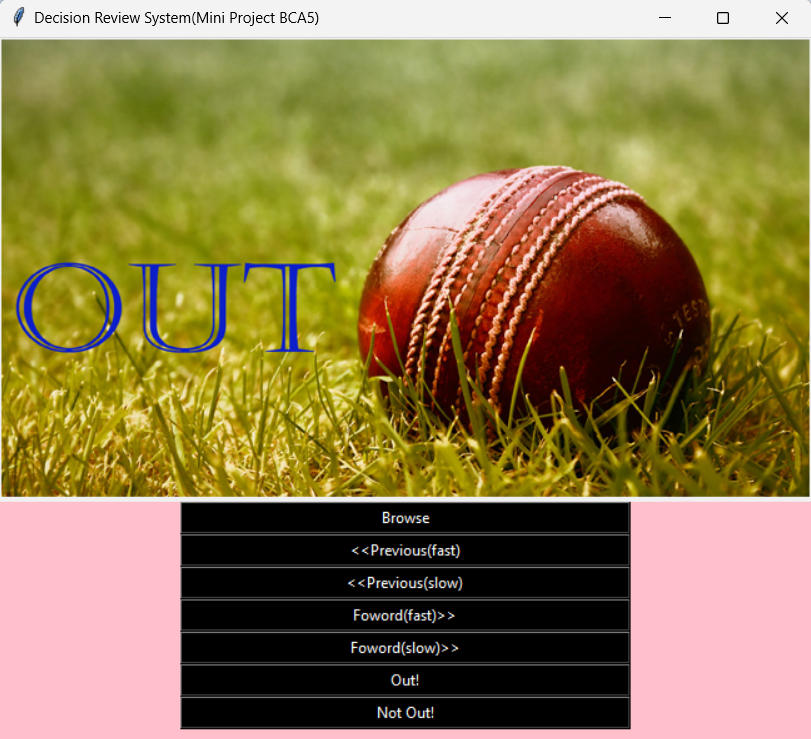 Decision Review System(Mini Project BCA5)
OUT
TEST
Browse
<<Previous(fast)
<<Previous(slow)
Foword(fast)>>
Foword(slow)>>
Out!
Not Out!